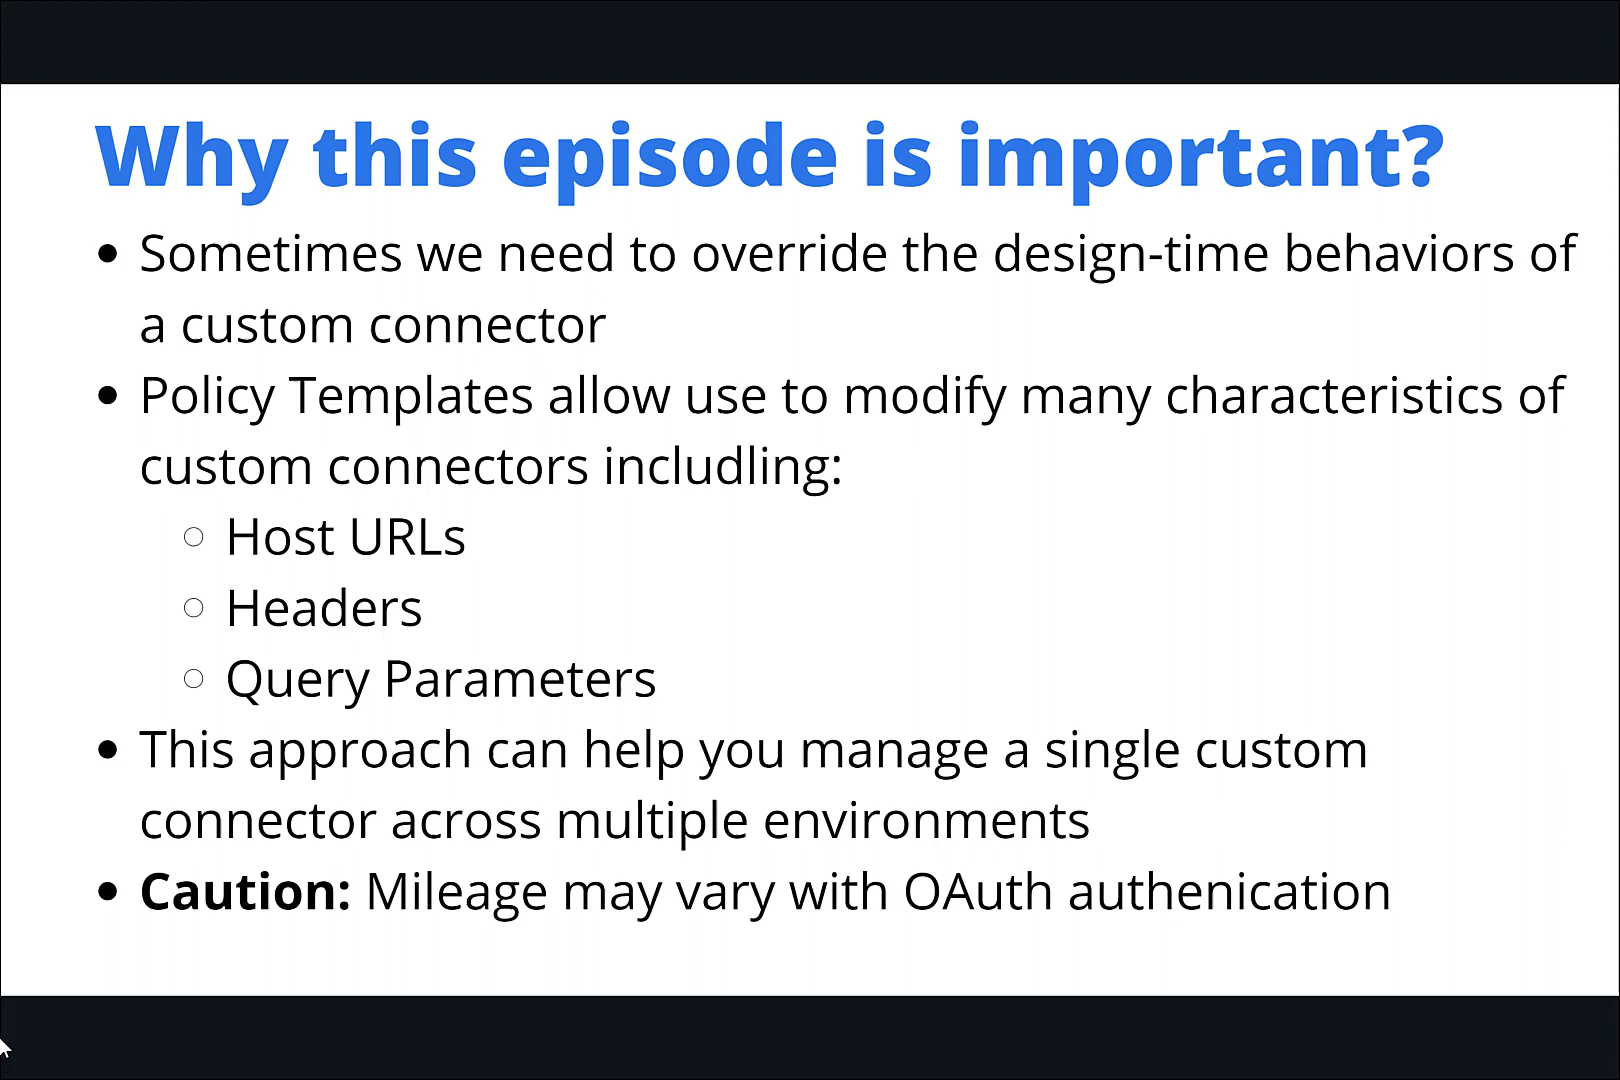 Why this episode is important?
• Sometimes we need to override the design-time behaviors of
a custom connector
• Policy Templates allow use to modify many characteristics of
custom connectors includling:
○ Host URLs
○ Headers
○ Query Parameters
• This approach can help you manage a single custom
connector across multiple environments
• Caution: Mileage may vary with OAuth authenication